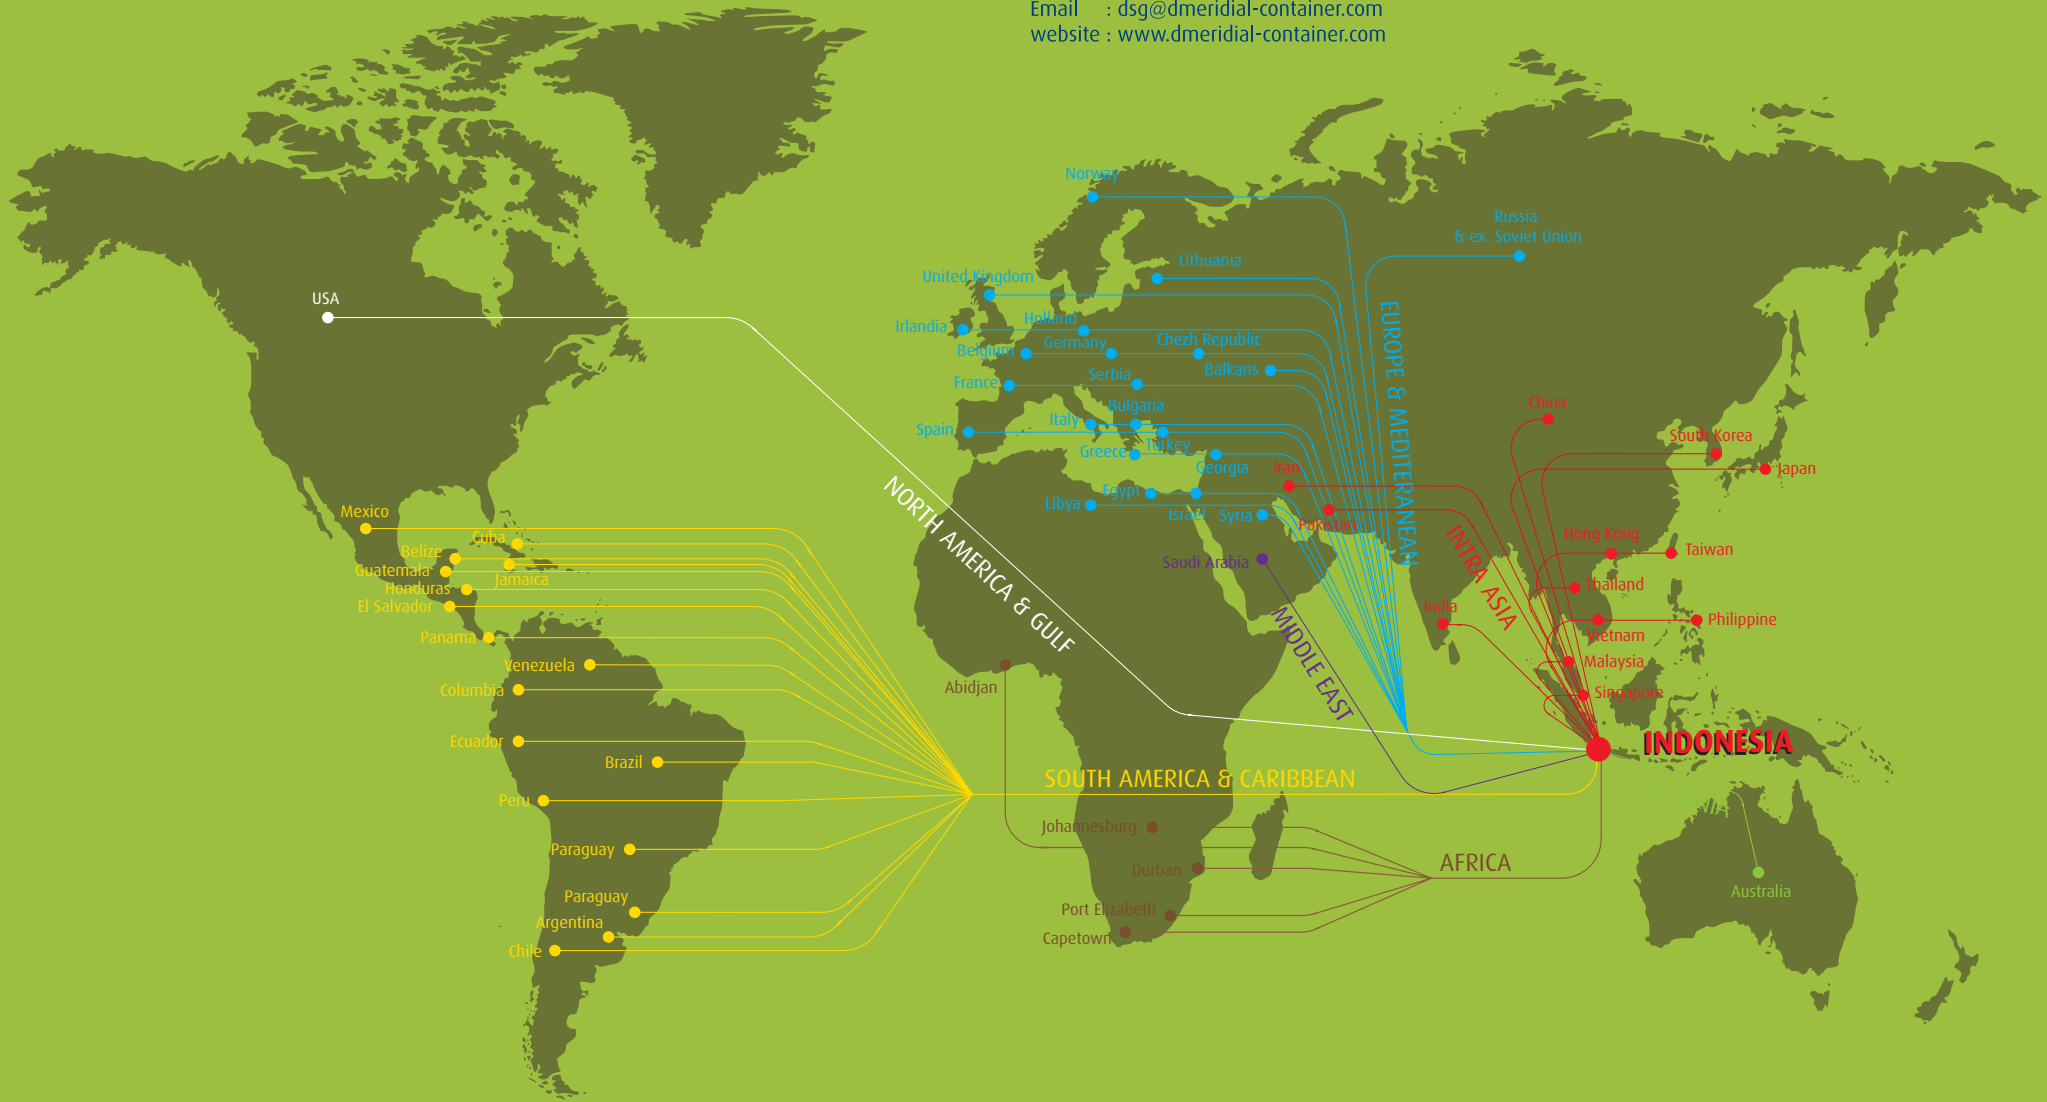 Email : dsg@dmeridial-container.com
website : www.dmeridial-container.com
Norway
Russia
& ex. Soviet Union
Lithuania
United Kingdom
USA
Irlandia
Holland
Germany
Chezh Republic
Belgium
Balkans
France
Serbia
EUROPE & MEDITERANEAN
China
Bulgaria
Italy
Spain
Turkey
Greece
South Korea
Georgia
Iran
Japan
Egypt
Libya
Israel
Syria
Pakistan
NORTH AMERICA & GULF
INTRA ASIA
Mexico
Cuba
Belize
Guatemala
Jamaica
Honduras
El Salvador
Hong Kong
Taiwan
Saudi Arabia
Thailand
India
Philippine
Vietnam
MIDDLE EAST
Panama
Venezuela
Malaysia
Columbia
Abidjan
Singapore
Ecuador
INDONESIA
Brazil
SOUTH AMERICA & CARIBBEAN
Peru
Johannesburg
Paraguay
AFRICA
Durban
Australia
Paraguay
Port Elizabeth
Argentina
Capetown
Chile